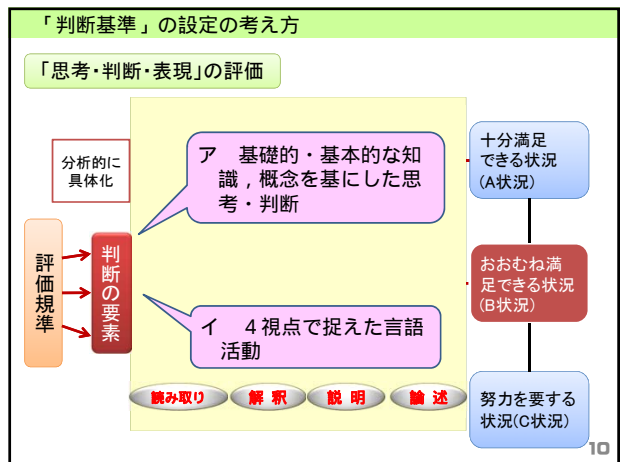 「判断基準」の設定の考え方
「思考・判断・表現」の評価
分析的に
具体化
評価規準
判断の要素
ア　基礎的・基本的な知
識，概念を基にした思
考・判断
イ　４視点で捉えた言語
活動
読み取り
解 釈
説 明
論 述
十分満足
できる状況
(A状況)
おおむね満
足できる状況
(B状況)
努力を要する
状況(C状況)
10